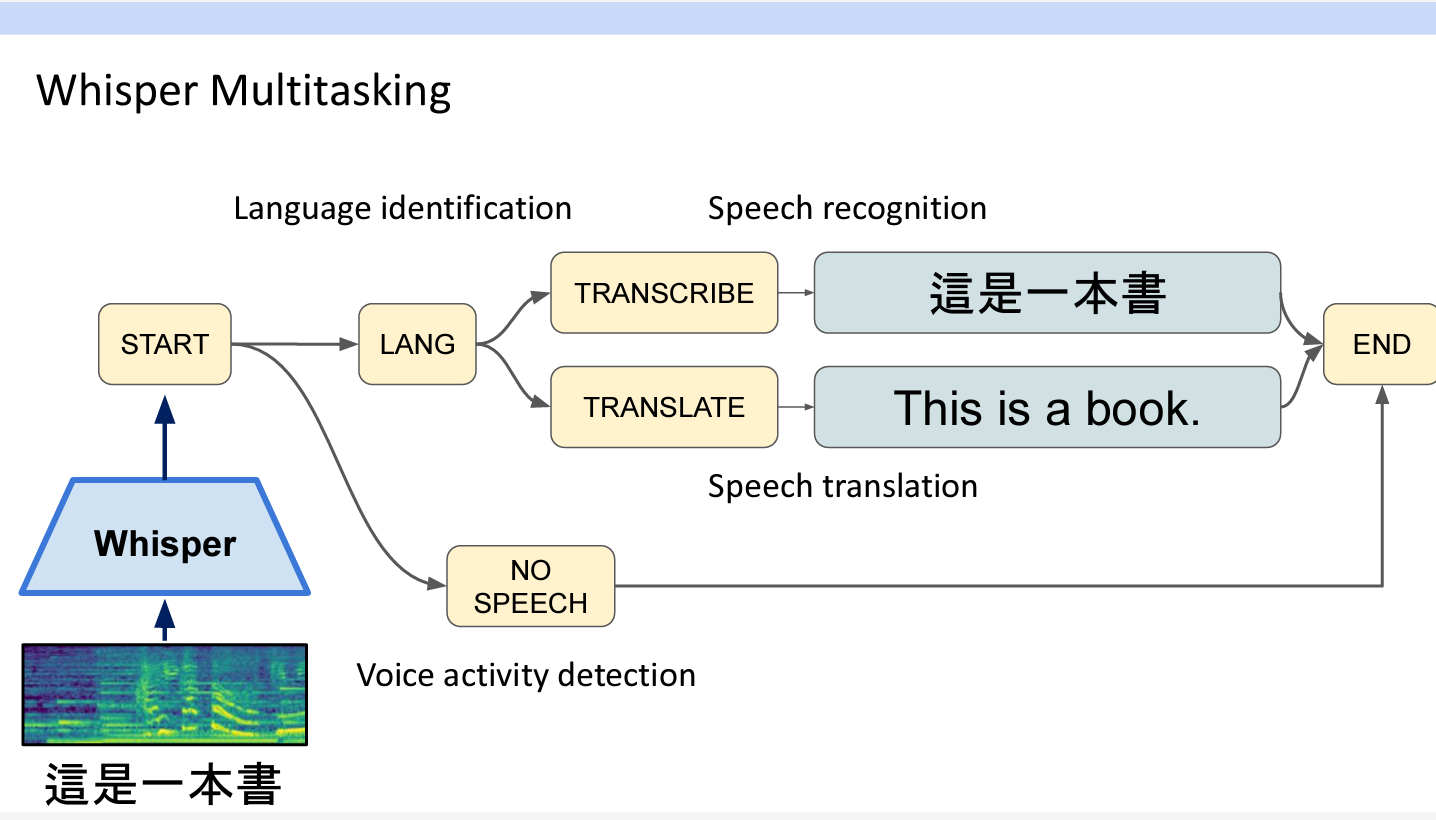 Whisper Multitasking
Language identification
Speech recognition
TRANSCRIBE
這是一本書
START
LANG
END
TRANSLATE
This is a book.
Speech translation
Whisper
NO
SPEECH
Voice activity detection
這是一本書